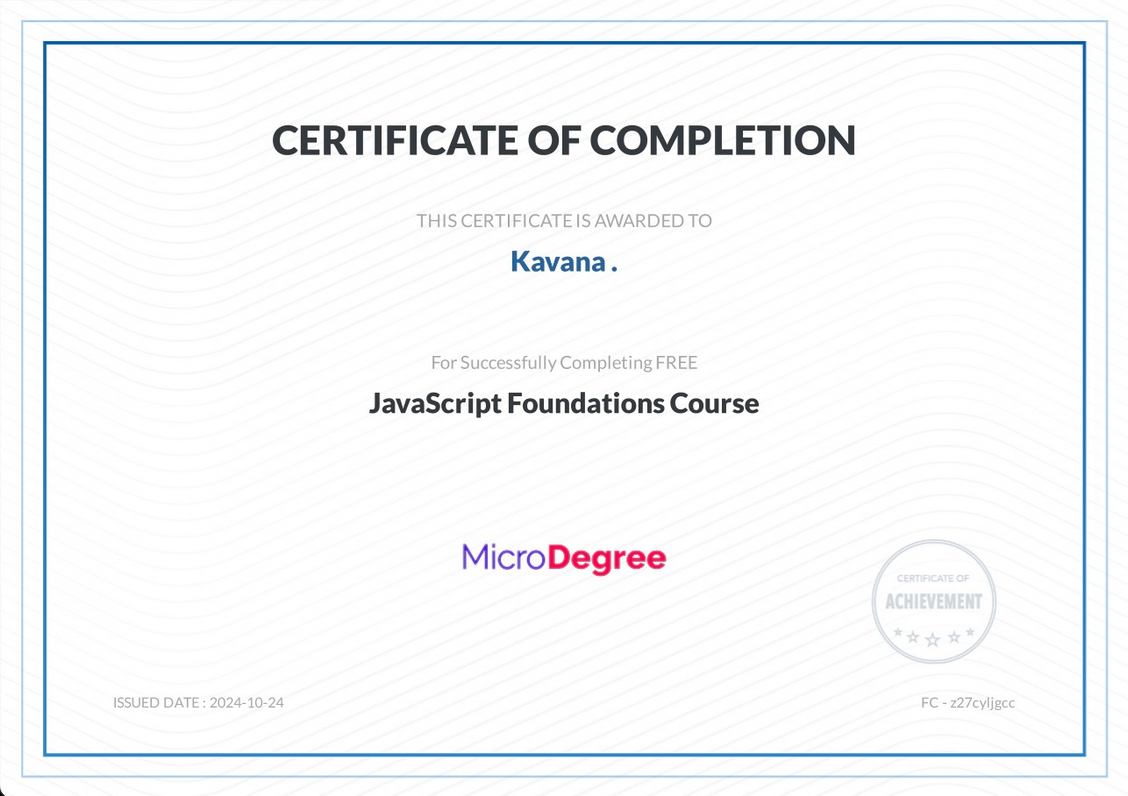 CERTIFICATE OF COMPLETION
THIS CERTIFICATE IS AWARDED TO
Kavana .
For Successfully Completing FREE
JavaScript Foundations Course
MicroDegree
CERTIFICATE OF
ACHIEVEMENT
ISSUED DATE : 2024-10-24
FC - z27cyljgcc